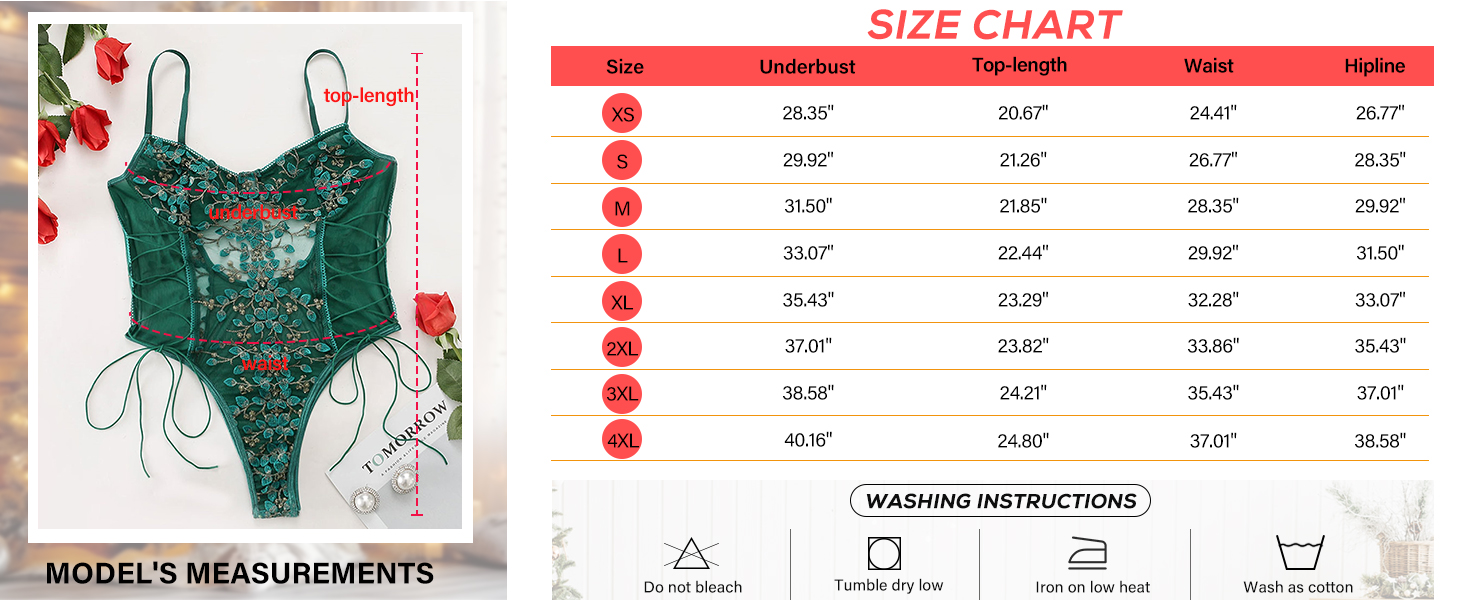 top-length
underbust
waist
TOMORROW
MODEL'S MEASUREMENTS
SIZE CHART
Size Underbust Top-length Waist Hipline
XS 28.35" 20.67" 24.41" 26.77"
S 29.92" 21.26" 26.77" 28.35"
M 31.50" 21.85" 28.35" 29.92"
L 33.07" 22.44" 29.92" 31.50"
XL 35.43" 23.29" 32.28" 33.07"
2XL 37.01" 23.82" 33.86" 35.43"
3XL 38.58" 24.21" 35.43" 37.01"
4XL 40.16" 24.80" 37.01" 38.58"
WASHING INSTRUCTIONS
Do not bleach Tumble dry low Iron on low heat Wash as cotton